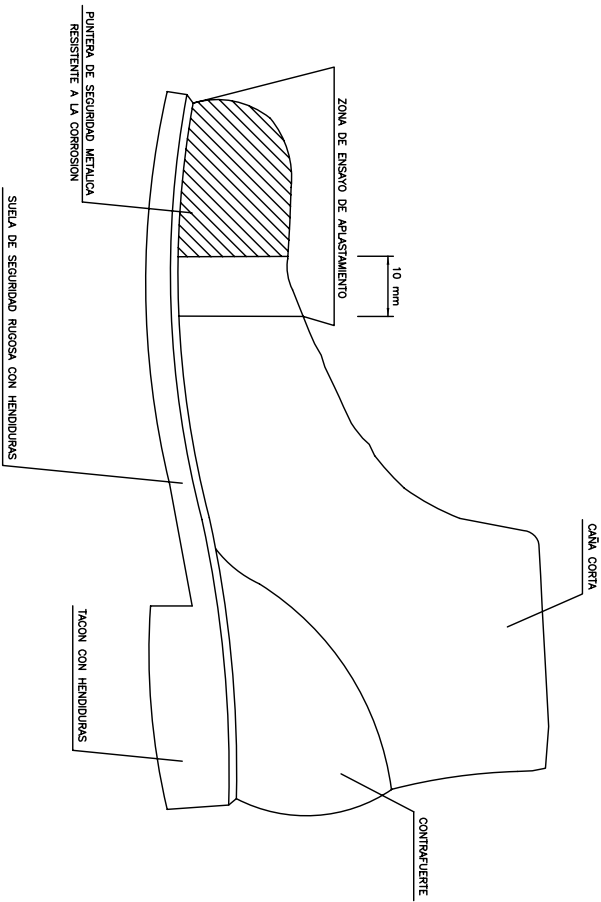 CAÑA CORTA
10 mm
ZONA DE ENSAYO DE APLASTAMIENTO
CONTRAFUERTE
PUNTERA DE SEGURIDAD METALICA
RESISTENTE A LA CORROSION
TACON CON HENDIDURAS
SUELA DE SEGURIDAD RUGOSA CON HENDIDURAS